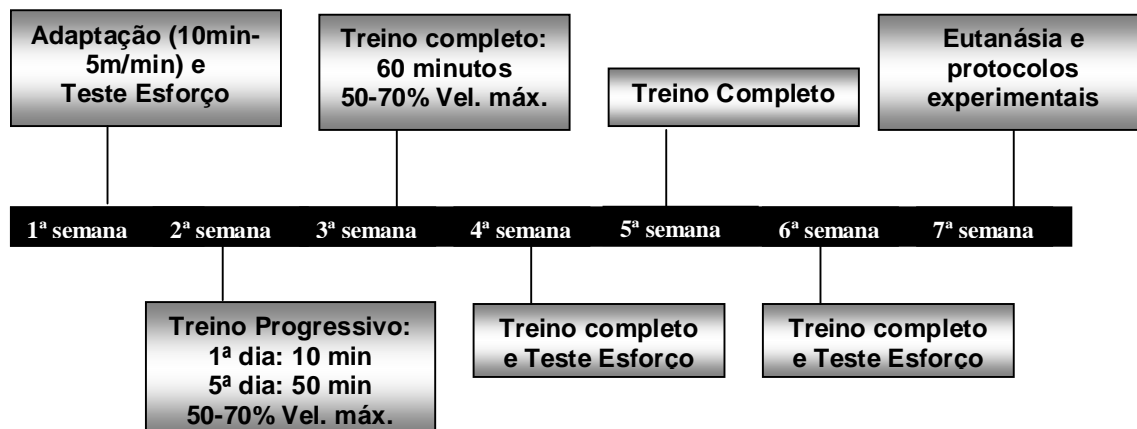 Adaptação (10min-
5m/min) e
Teste Esforço
Treino completo:
60 minutos
50-70% Vel. máx.
Treino Completo
Eutanásia e
protocolos
experimentais
1ª semana
2ª semana
3ª semana
4ª semana
5ª semana
6ª semana
7ª semana
Treino Progressivo:
1ª dia: 10 min
5ª dia: 50 min
50-70% Vel. máx.
Treino completo
e Teste Esforço
Treino completo
e Teste Esforço